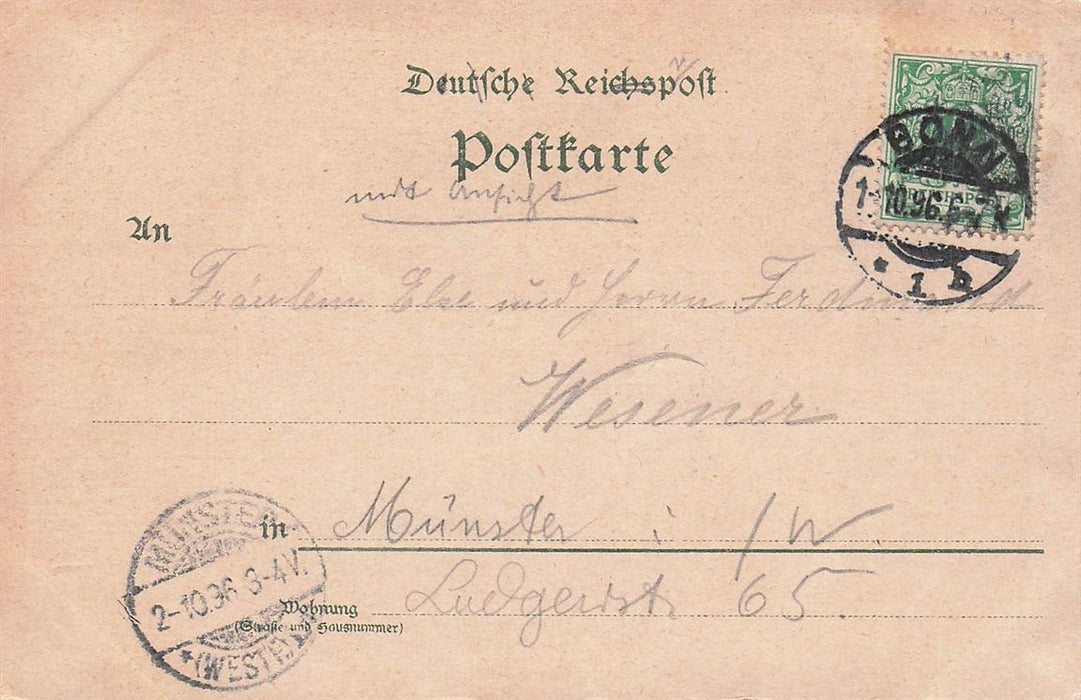 Deutsche Reichspost
Postkarte
mit Ansicht
An
Fräulein Else und Herrn Ferdinand
Wesener
in Münster i/W
Wohnung Ludgeristr 65.
(Straße und Hausnummer)
BONN
1-10.96.
* 1 b
MÜNSTER
2-10.96 3-4V.
* (WESTF.)